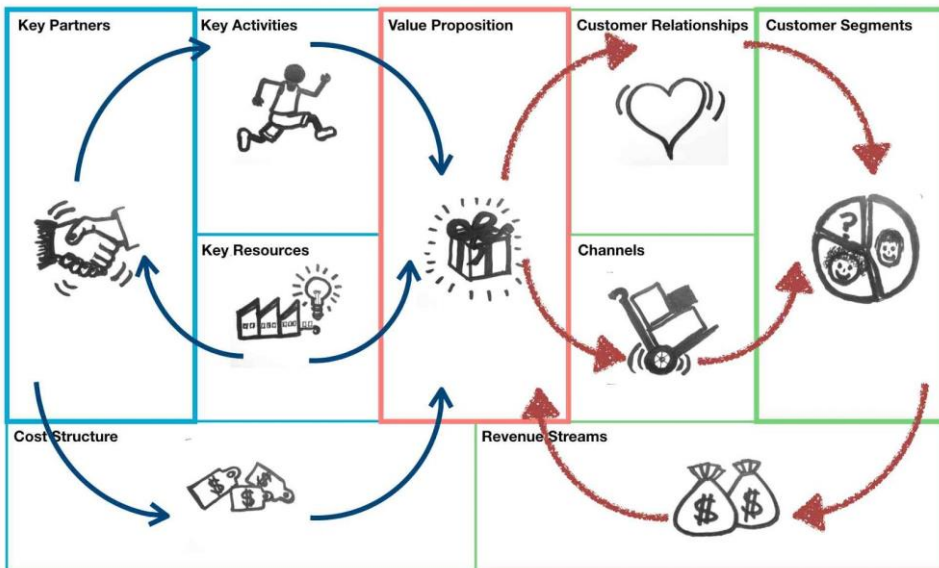 Key Partners
Key Activities
Value Proposition
Customer Relationships
Customer Segments
?
Key Resources
Channels
Cost Structure
Revenue Streams
$ $ $
$ $